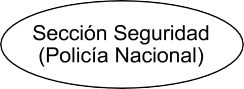 Sección Seguridad
(Policía Nacional)